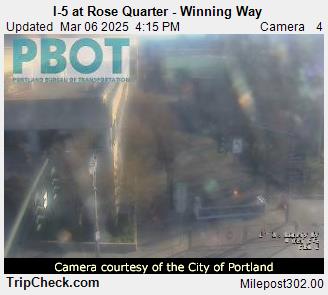 I-5 at Rose Quarter - Winning Way
Updated Mar 06 2025 4:15 PM Camera 4
PBOT
PORTLAND BUREAU OF TRANSPORTATION
Camera courtesy of the City of Portland
TripCheck.com Milepost302.00